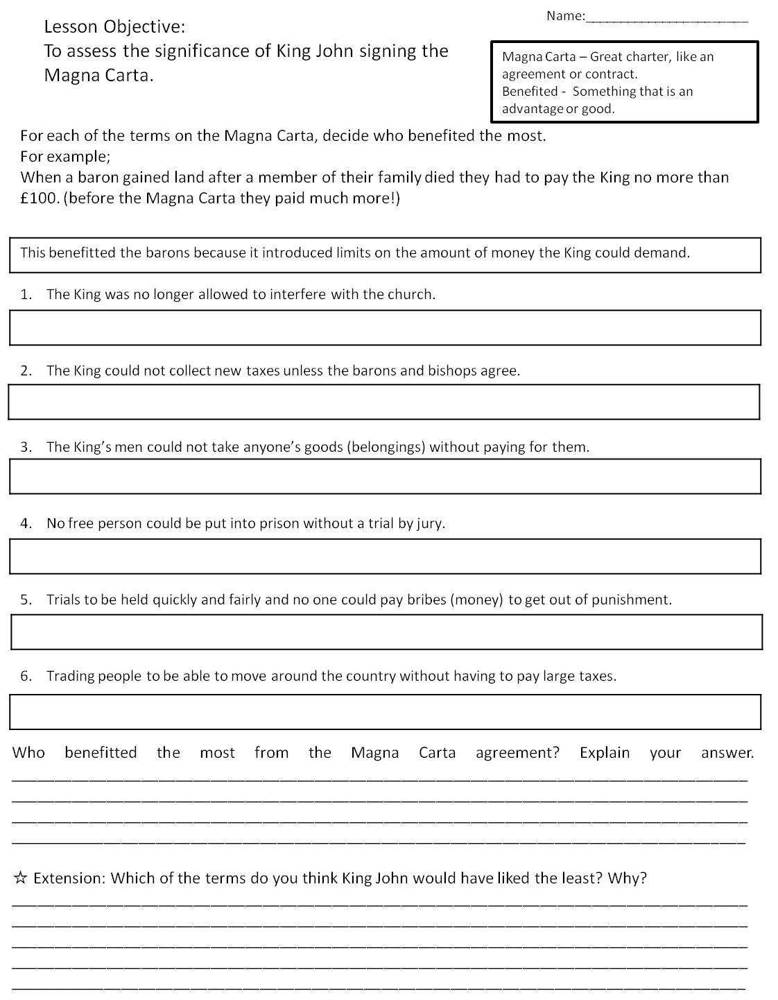 Name:_______________________
Lesson Objective:
To assess the significance of King John signing the
Magna Carta.
Magna Carta – Great charter, like an
agreement or contract.
Benefited - Something that is an
advantage or good.
For each of the terms on the Magna Carta, decide who benefited the most.
For example;
When a baron gained land after a member of their family died they had to pay the King no more than
£100. (before the Magna Carta they paid much more!)
This benefitted the barons because it introduced limits on the amount of money the King could demand.
1. The King was no longer allowed to interfere with the church.
2. The King could not collect new taxes unless the barons and bishops agree.
3. The King’s men could not take anyone’s goods (belongings) without paying for them.
4. No free person could be put into prison without a trial by jury.
5. Trials to be held quickly and fairly and no one could pay bribes (money) to get out of punishment.
6. Trading people to be able to move around the country without having to pay large taxes.
Who benefitted the most from the Magna Carta agreement? Explain your answer.
☆ Extension: Which of the terms do you think King John would have liked the least? Why?